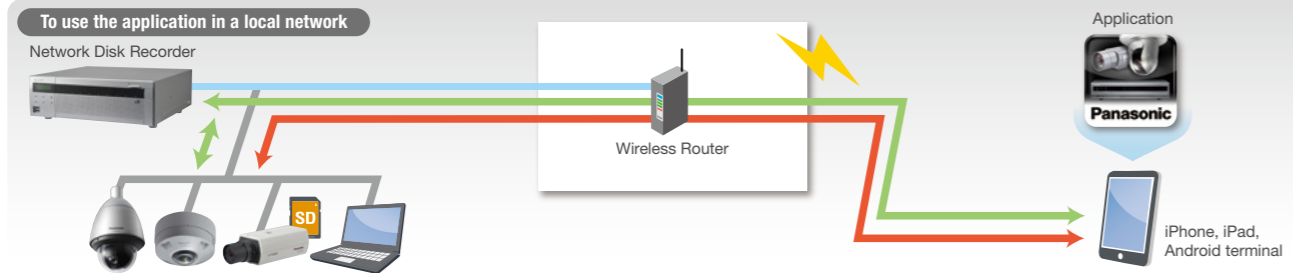 To use the application in a local network
Network Disk Recorder
Application
Panasonic
Wireless Router
SD
iPhone, iPad,
Android terminal